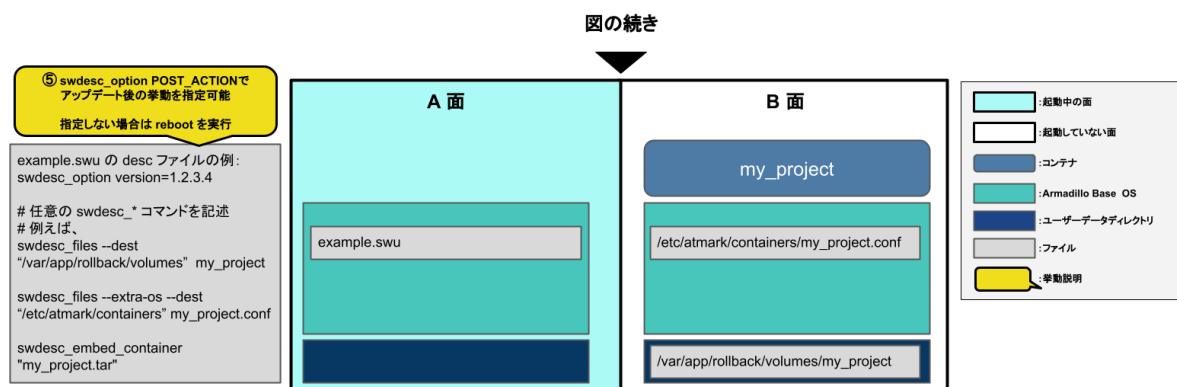 図の続き
⑤ swdesc_option POST_ACTIONで
アップデート後の挙動を指定可能
指定しない場合は reboot を実行
example.swu の desc ファイルの例:
swdesc_option version=1.2.3.4
# 任意の swdesc_* コマンドを記述
# 例えば、
swdesc_files --dest
“/var/app/rollback/volumes” my_project
swdesc_files --extra-os --dest
“/etc/atmark/containers” my_project.conf
swdesc_embed_container
"my_project.tar"
A 面
example.swu
B 面
my_project
/etc/atmark/containers/my_project.conf
/var/app/rollback/volumes/my_project
:起動中の面
:起動していない面
:コンテナ
:Armadillo Base OS
:ユーザーデータディレクトリ
:ファイル
:挙動説明